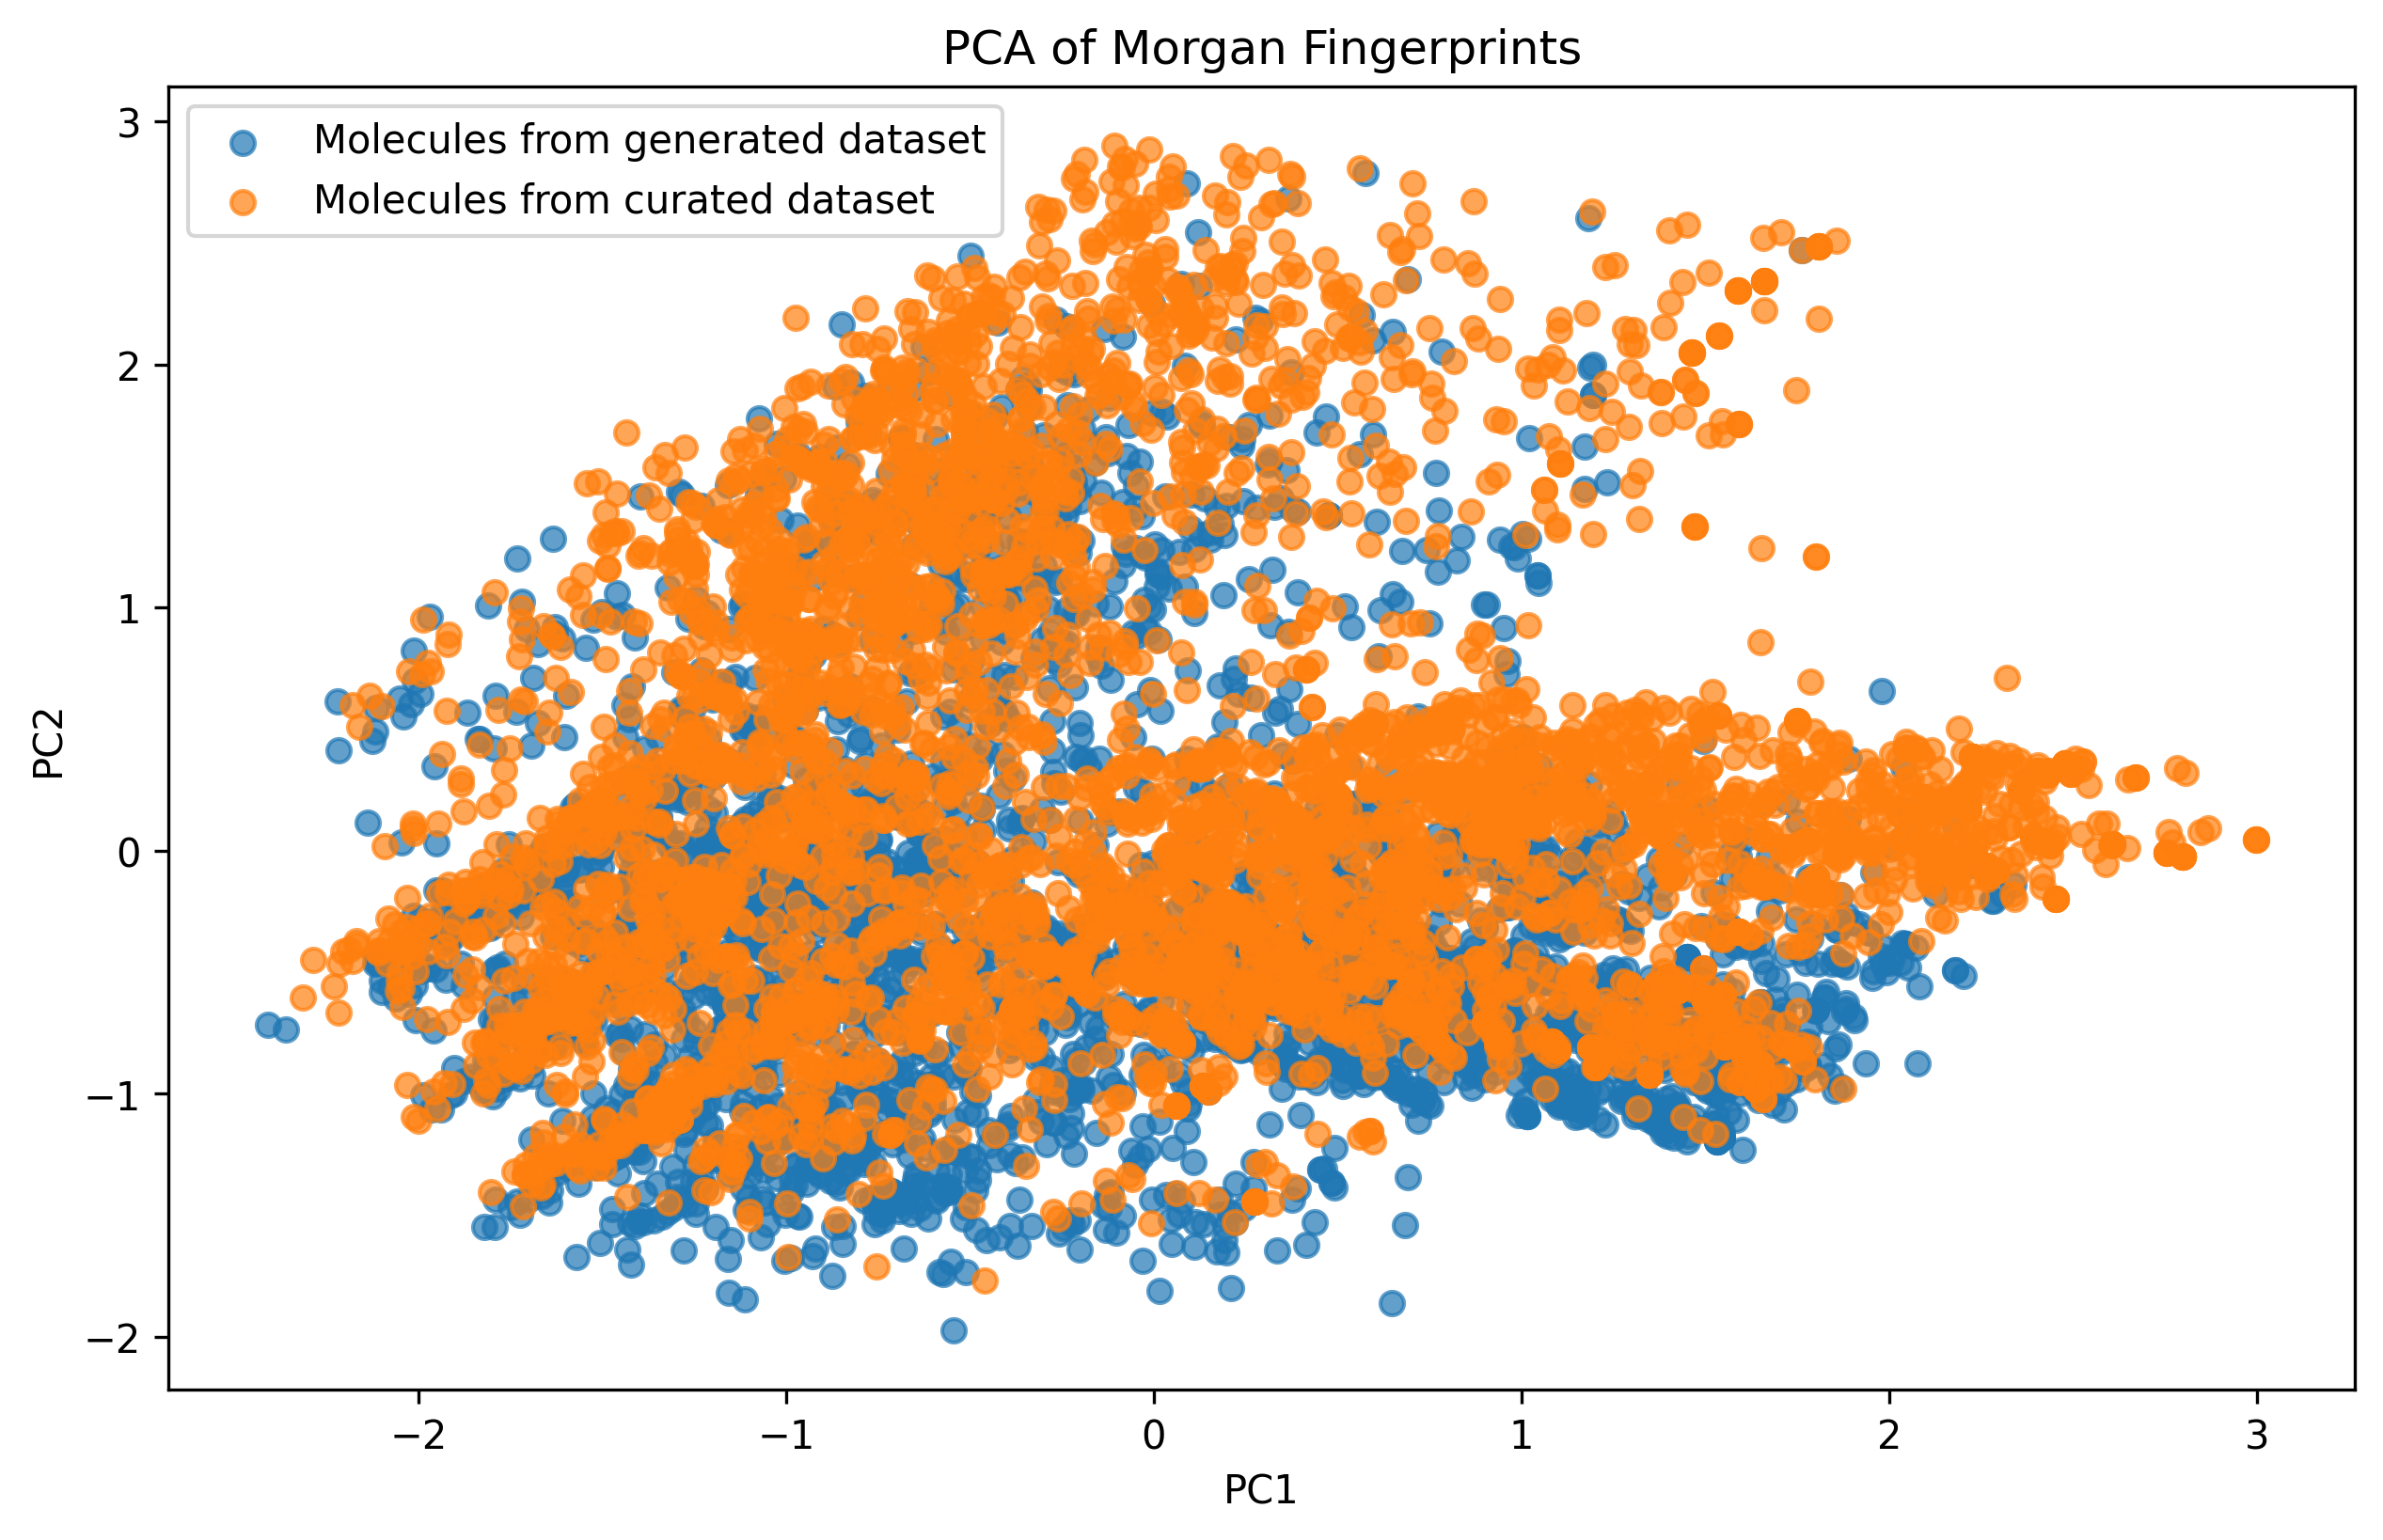 PCA of Morgan Fingerprints
Molecules from generated dataset
Molecules from curated dataset
3
2
1
0
−1
−2
PC2
−2
−1
0
1
2
3
PC1